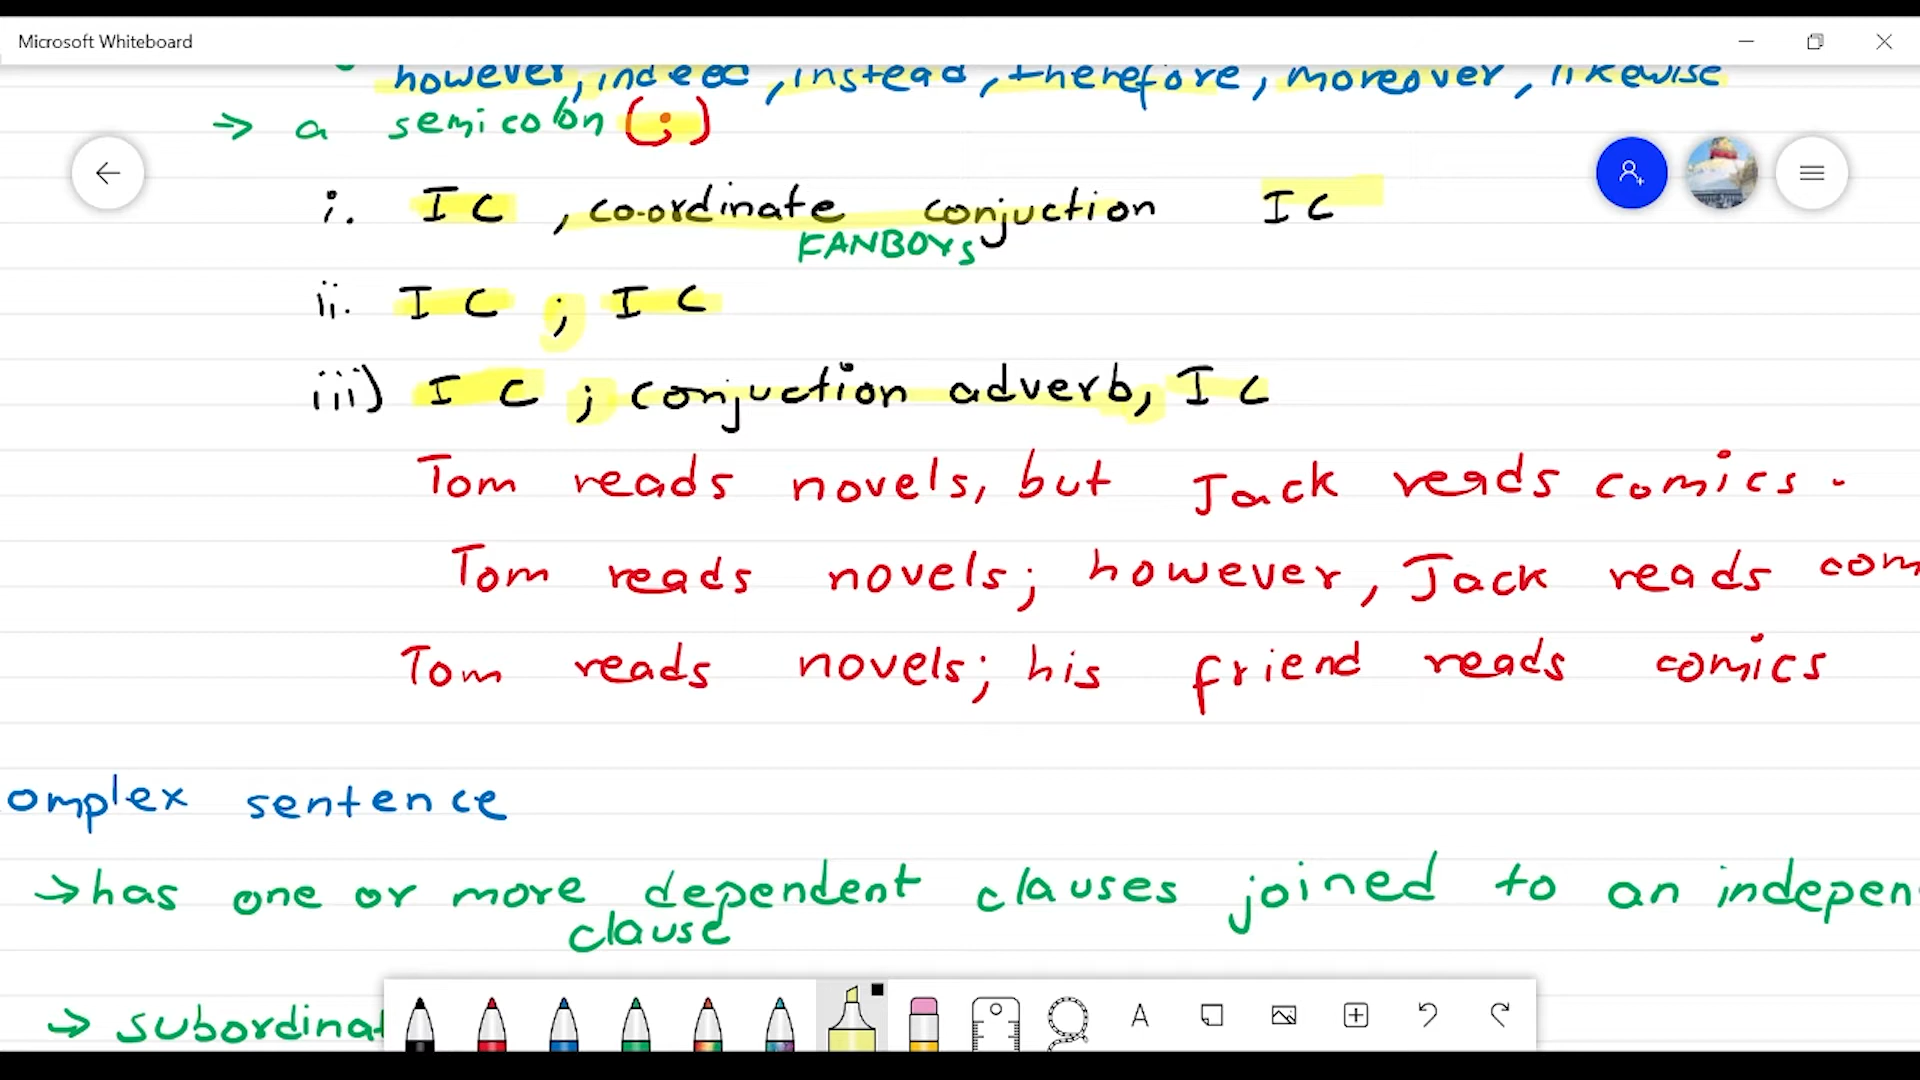 Microsoft Whiteboard
however, indeed, instead, therefore, moreover, likewise
→ a semicolon (;)
i. IC , co-ordinate conjuction IC
FANBOYS
ii. IC ; IC
iii) IC ; conjuction adverb, IC
Tom reads novels, but Jack reads comics.
Tom reads novels; however, Jack reads com
Tom reads novels; his friend reads comics
omplex sentence
→ has one or more dependent clauses joined to an indepen
clause
→ subordinat